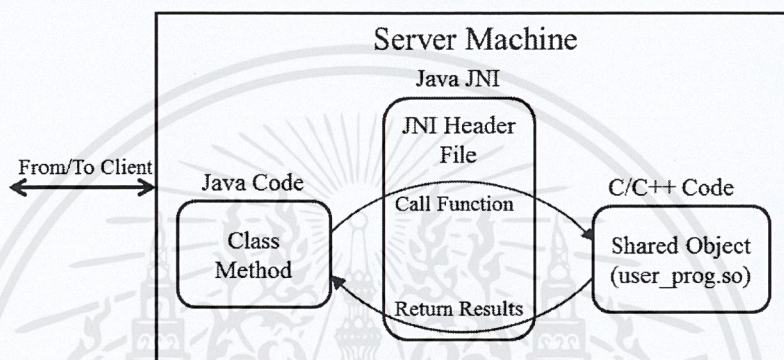 Server Machine
Java JNI
JNI Header
File
From/To Client
Java Code
C/C++ Code
Call Function
Class
Method
Shared Object
(user_prog.so)
Return Results